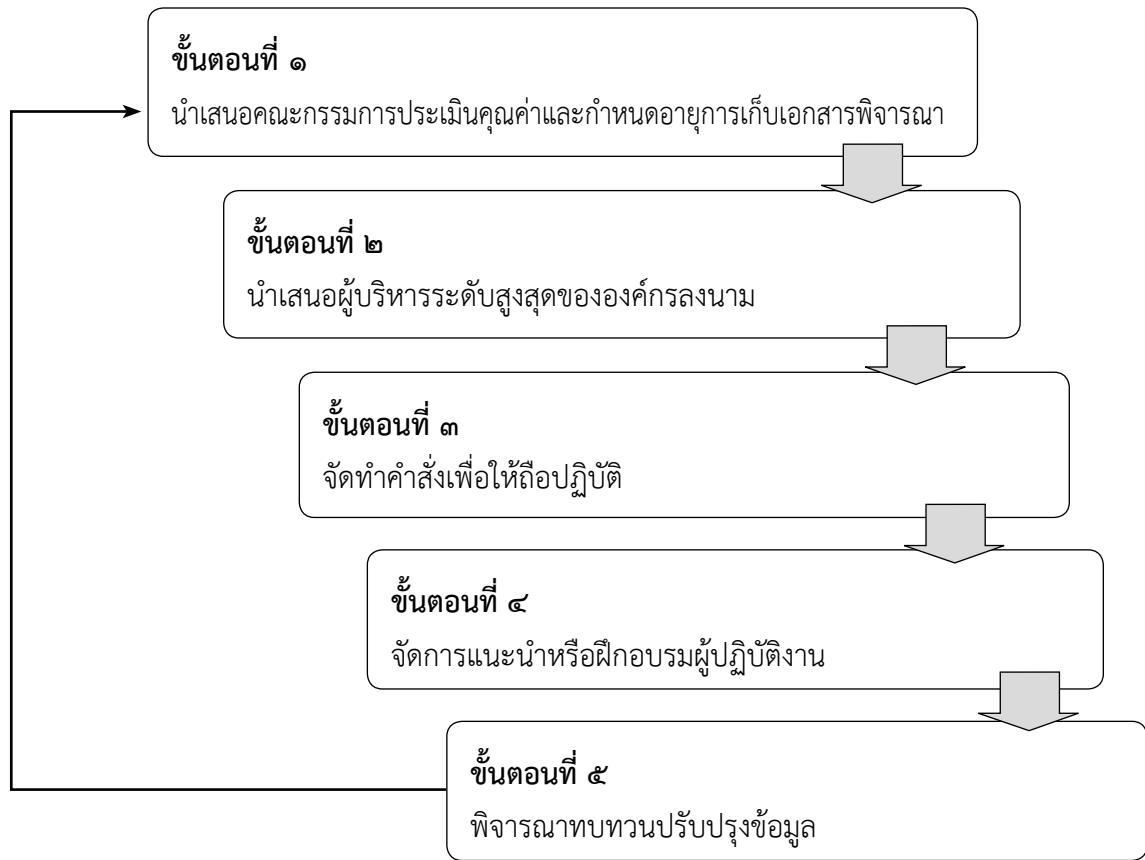 ขั้นตอนที่ ๑
นำเสนอคณะกรรมการประเมินคุณค่าและกำหนดอายุการเก็บเอกสารพิจารณา
ขั้นตอนที่ ๒
นำเสนอผู้บริหารระดับสูงสุดขององค์กรลงนาม
ขั้นตอนที่ ๓
จัดทำคำสั่งเพื่อให้ถือปฏิบัติ
ขั้นตอนที่ ๔
จัดการแนะนำหรือฝึกอบรมผู้ปฏิบัติงาน
ขั้นตอนที่ ๕
พิจารณาทบทวนปรับปรุงข้อมูล